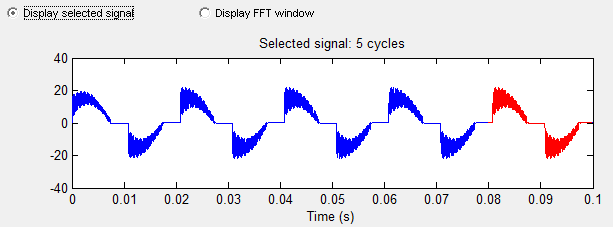 Display selected signal Display FFT window
Selected signal: 5 cycles
40
20
0
-20
-40
0 0.01 0.02 0.03 0.04 0.05 0.06 0.07 0.08 0.09 0.1
Time (s)